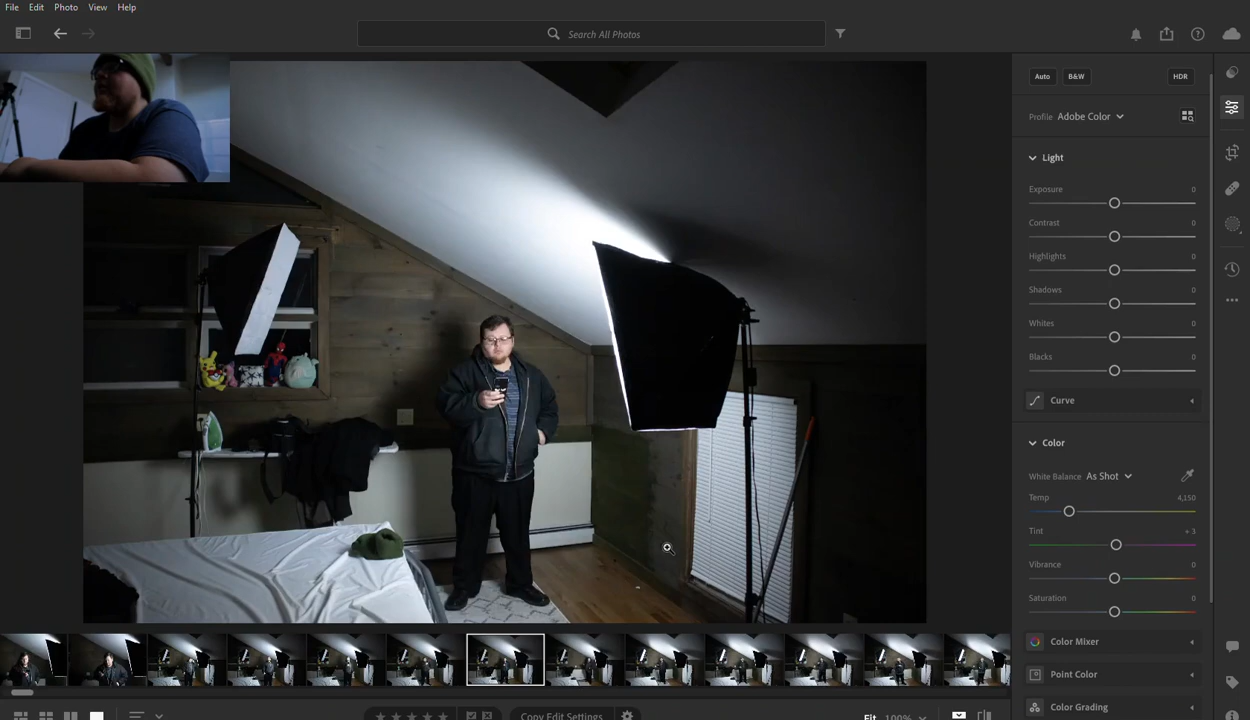 File Edit Photo View Help
Search All Photos
Auto B&W HDR
Profile Adobe Color
Light
Exposure 0
Contrast 0
Highlights 0
Shadows 0
Whites 0
Blacks 0
Curve
Color
White Balance As Shot
Temp 4,150
Tint + 3
Vibrance 0
Saturation 0
Color Mixer
Point Color
Color Grading
Copy Edit Settings Fit 100%